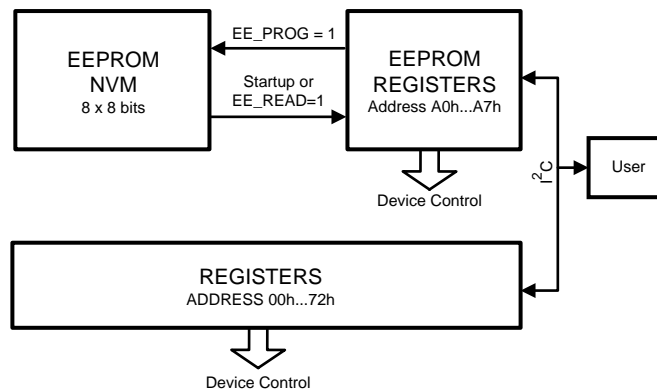 EEPROM
NVM
8 x 8 bits
EE_PROG = 1
Startup or
EE_READ=1
EEPROM
REGISTERS
Address A0h...A7h
Device Control
I²C
User
REGISTERS
ADDRESS 00h...72h
Device Control